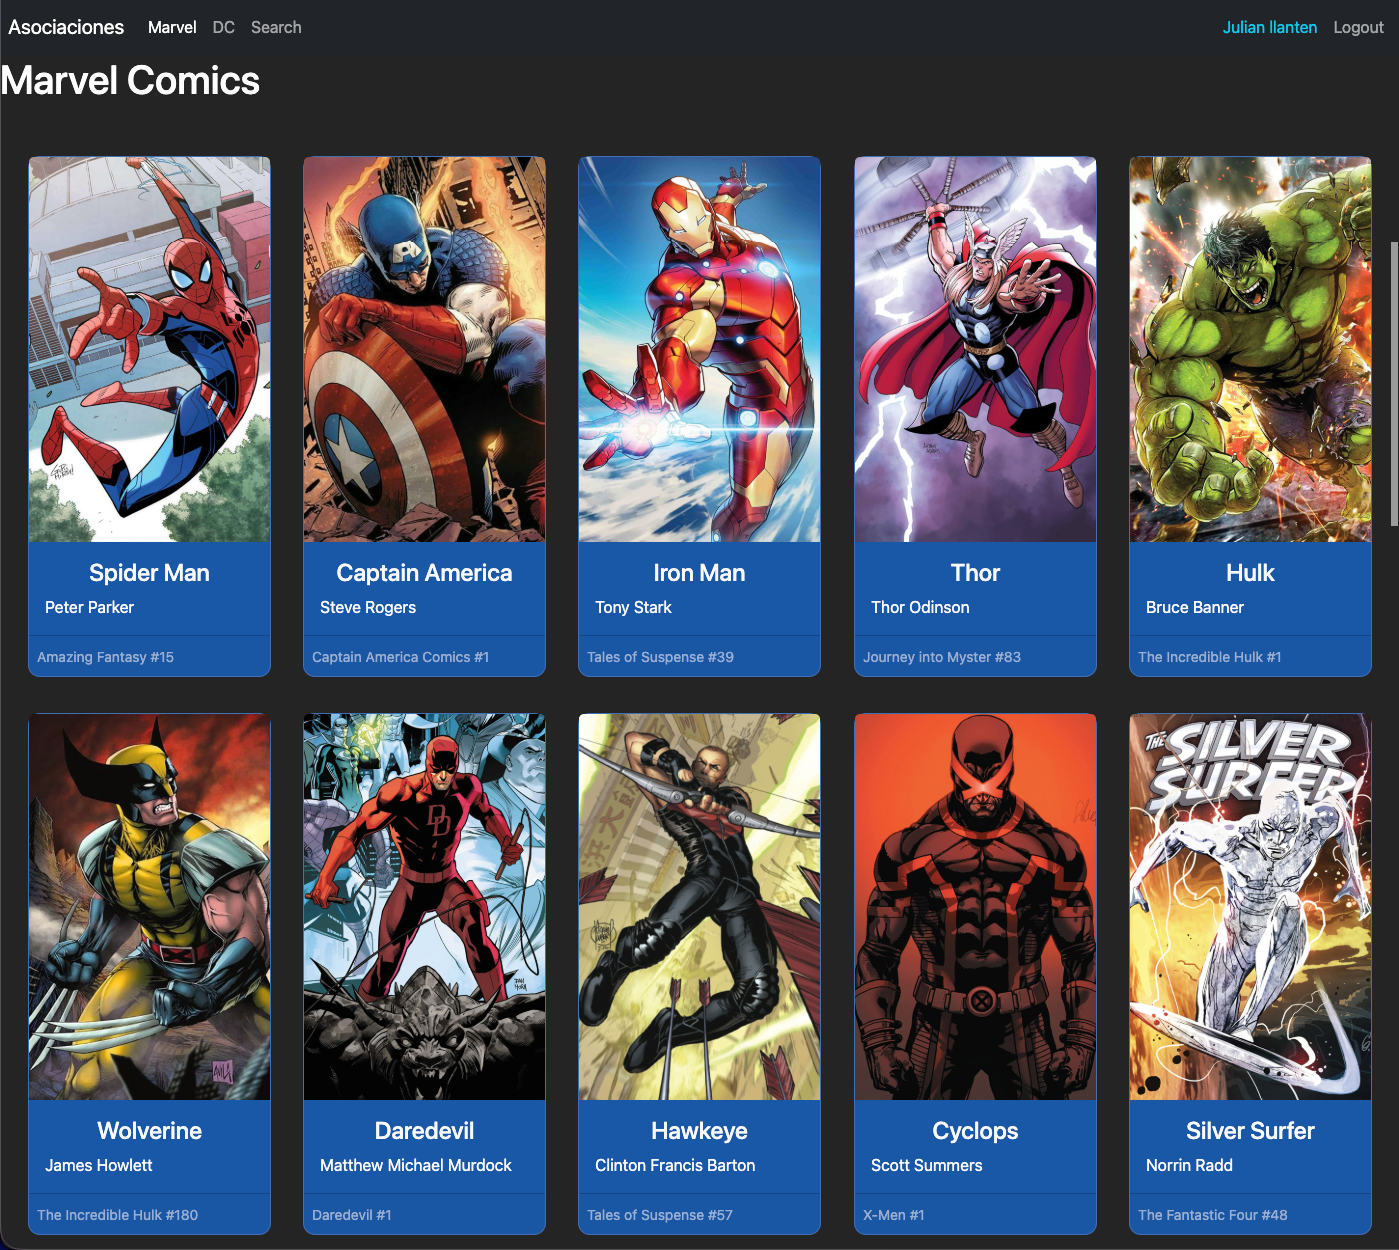 Asociaciones Marvel DC Search Julian llanten Logout
Marvel Comics
Spider Man
Peter Parker
Amazing Fantasy #15
Captain America
Steve Rogers
Captain America Comics #1
Iron Man
Tony Stark
Tales of Suspense #39
Thor
Thor Odinson
Journey into Myster #83
Hulk
Bruce Banner
The Incredible Hulk #1
Wolverine
James Howlett
The Incredible Hulk #180
DD
DAN
MORA
Daredevil
Matthew Michael Murdock
Daredevil #1
Hawkeye
Clinton Francis Barton
Tales of Suspense #57
Cyclops
Scott Summers
X-Men #1
THE SILVER
SURFER
Silver Surfer
Norrin Radd
The Fantastic Four #48